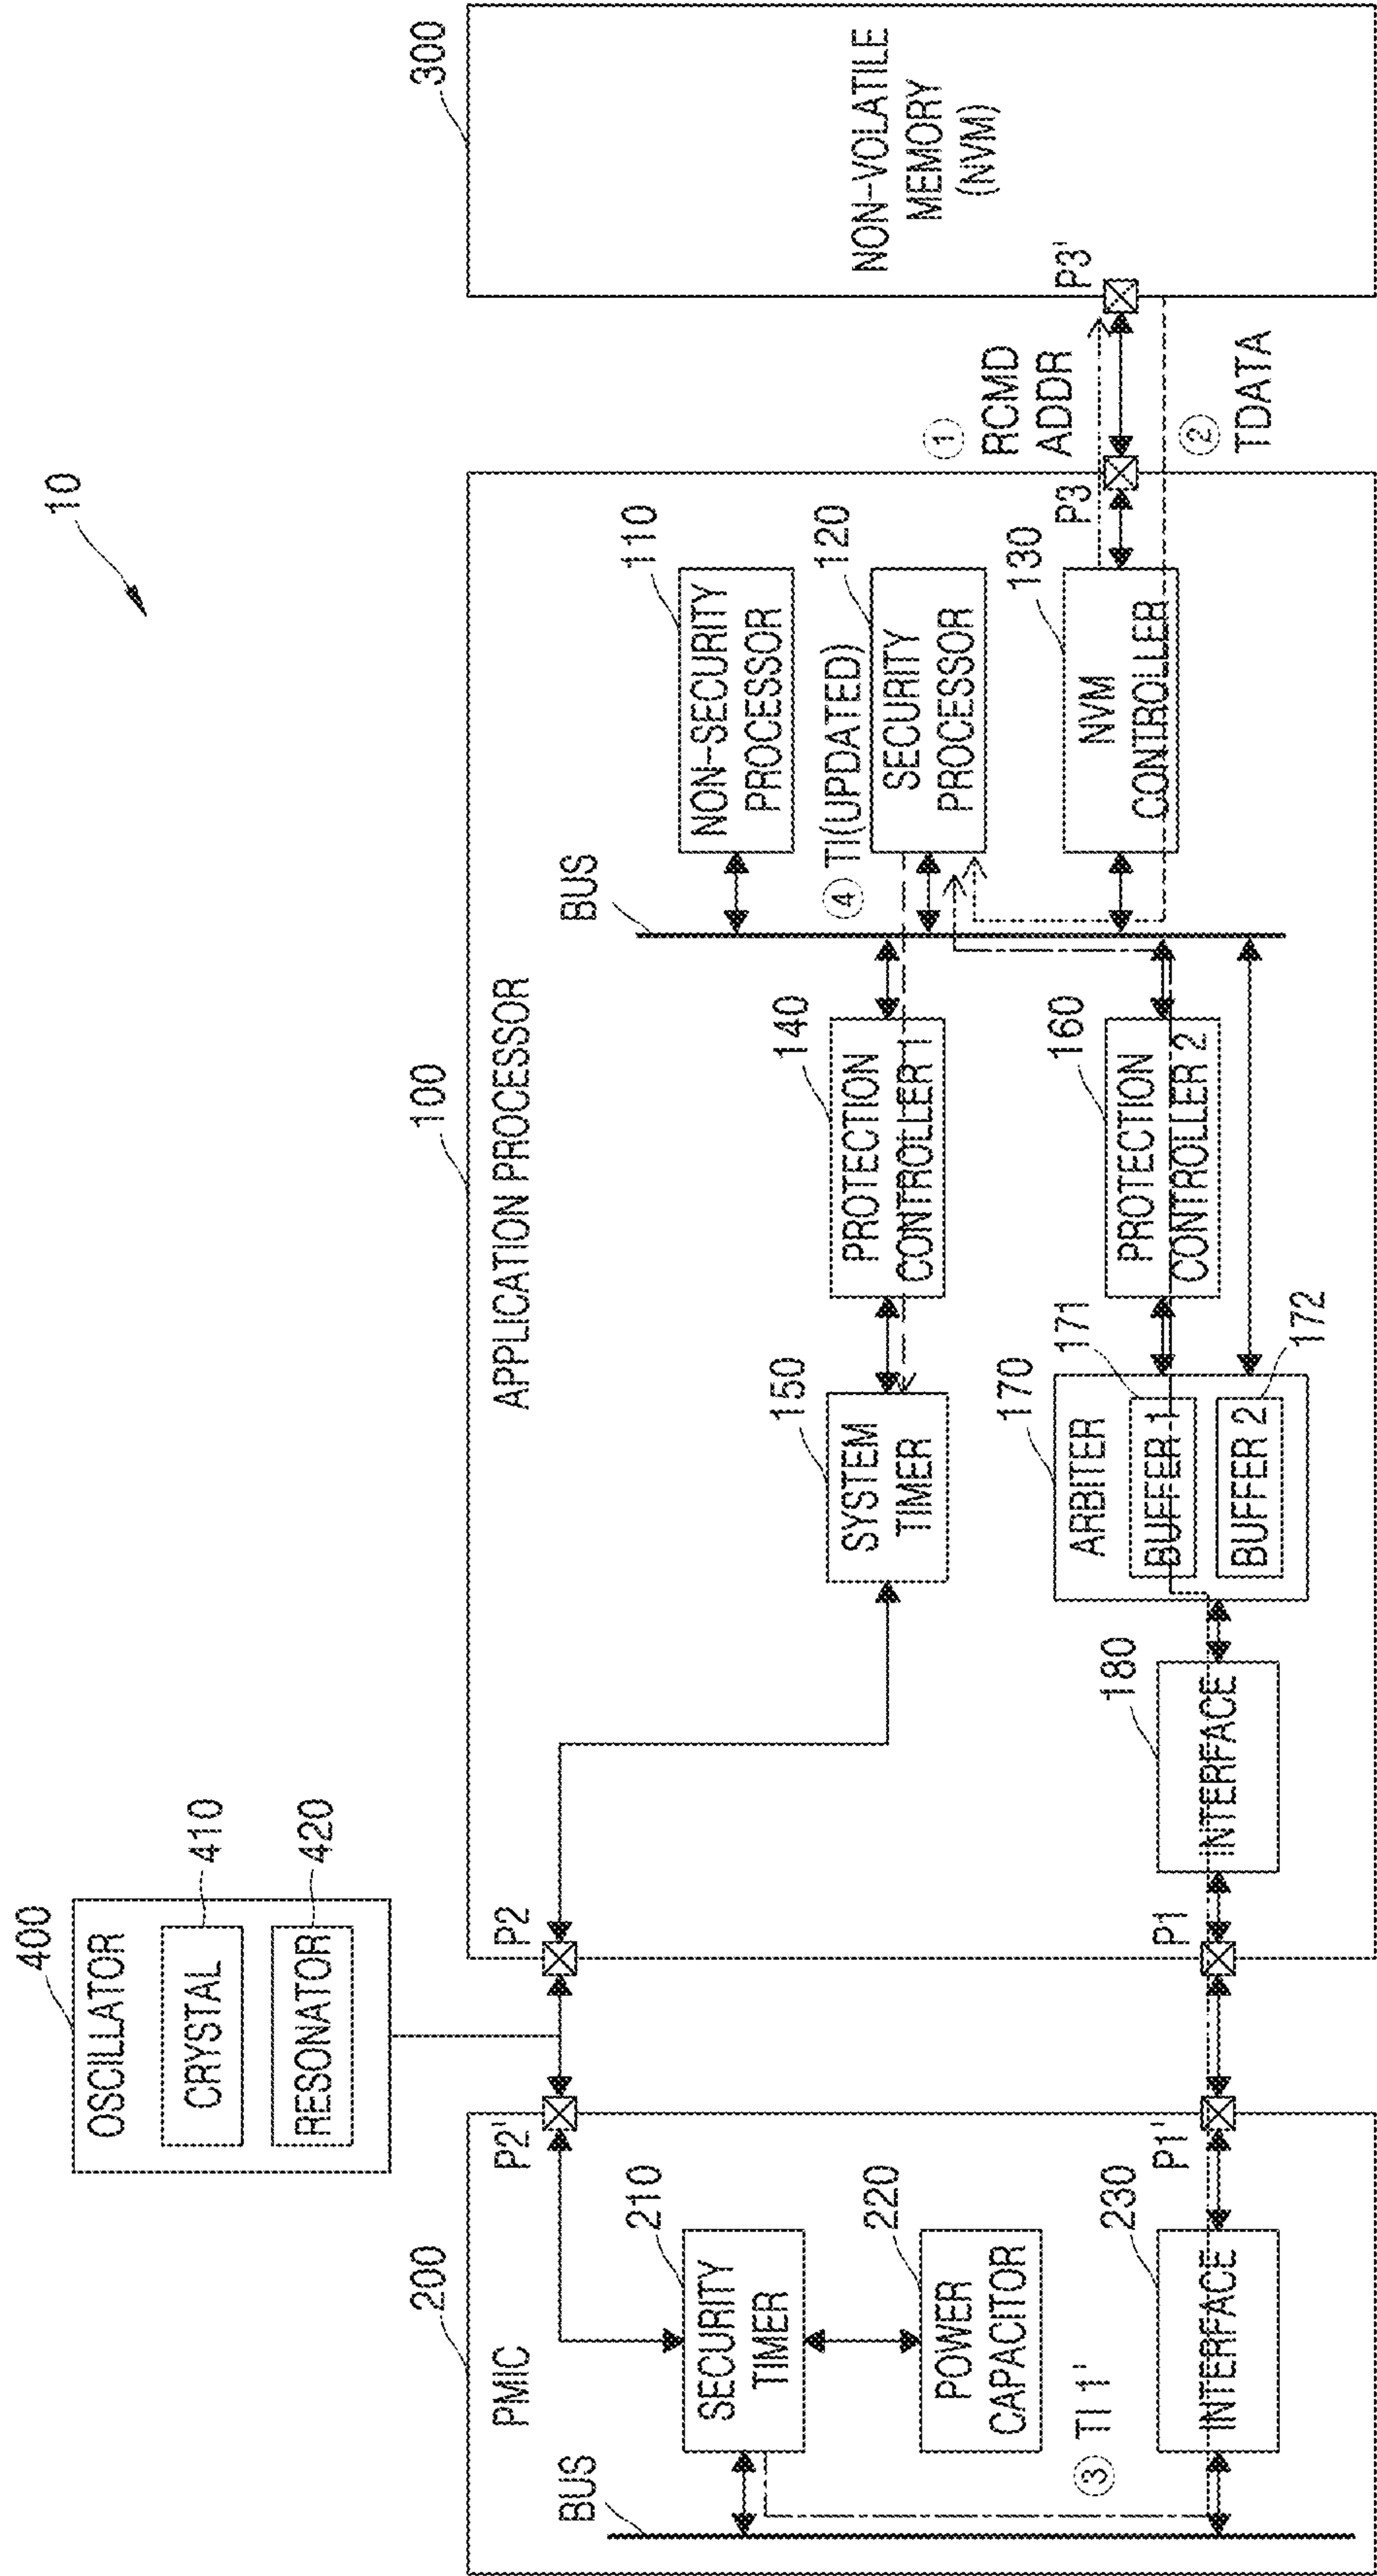 10
400
OSCILLATOR
CRYSTAL
410
RESONATOR
420
200
PMIC
BUS
P2'
SECURITY
TIMER
210
POWER
CAPACITOR
220
③ TI 1'
INTERFACE
230
P1'
100
APPLICATION PROCESSOR
P2
P1
SYSTEM
TIMER
150
INTERFACE
180
ARBITER
170
BUFFER 1
171
BUFFER 2
172
PROTECTION
CONTROLLER 1
140
PROTECTION
CONTROLLER 2
160
BUS
NON-SECURITY
PROCESSOR
110
④ TI(UPDATED)
SECURITY
PROCESSOR
120
NVM
CONTROLLER
130
P3
①
RCMD
ADDR
②
TDATA
P3'
300
NON-VOLATILE
MEMORY
(NVM)